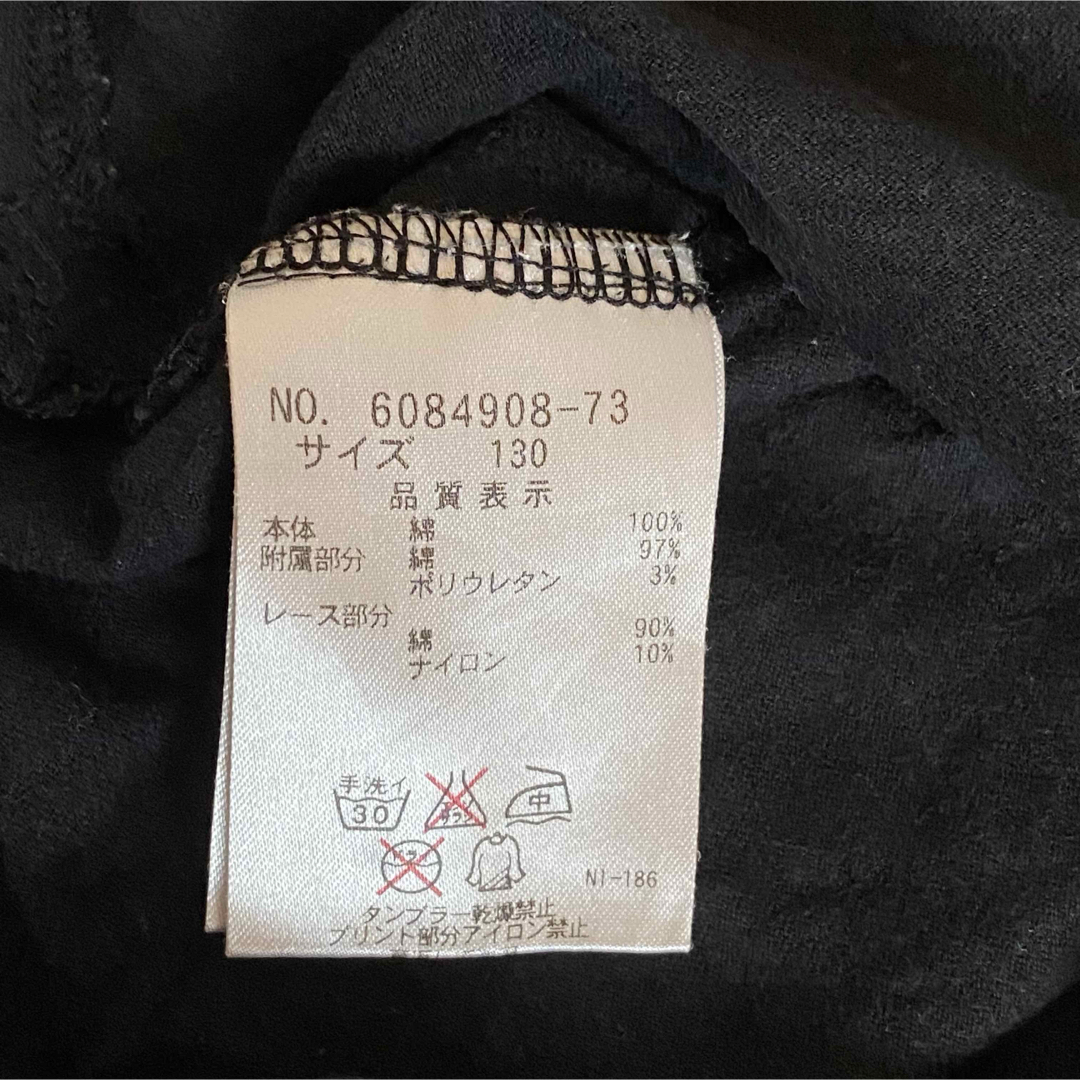 NO. 6084908-73
サイズ 130
品質表示
本体 綿 100%
附属部分 綿 97%
ポリウレタン 3%
レース部分
綿 90%
ナイロン 10%
手洗イ
30
中
NI-186
タンブラー乾燥禁止
プリント部分アイロン禁止